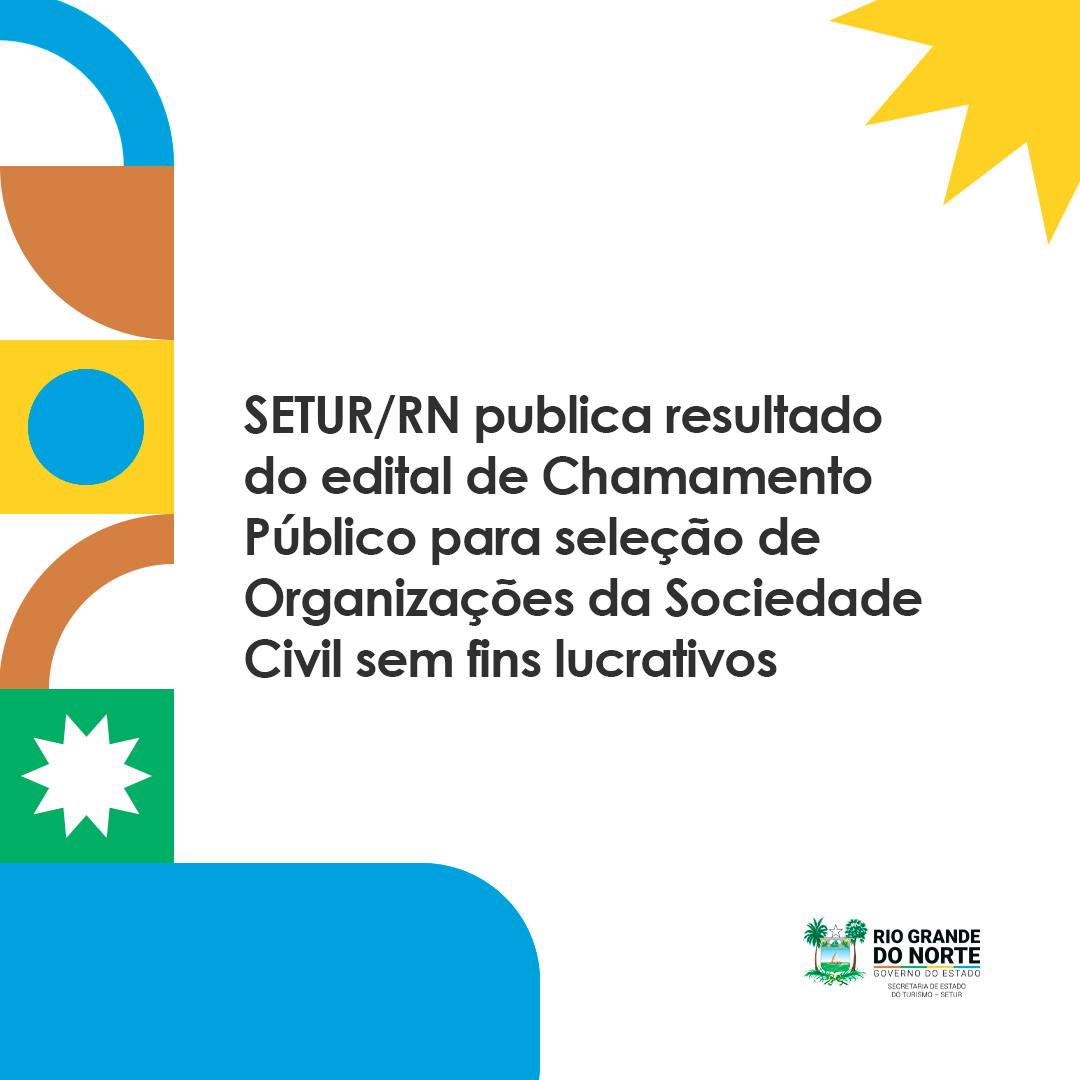 SETUR/RN publica resultado
do edital de Chamamento
Público para seleção de
Organizações da Sociedade
Civil sem fins lucrativos
RIO GRANDE
DO NORTE
GOVERNO DO ESTADO
SECRETARIA DE ESTADO
DO TURISMO – SETUR